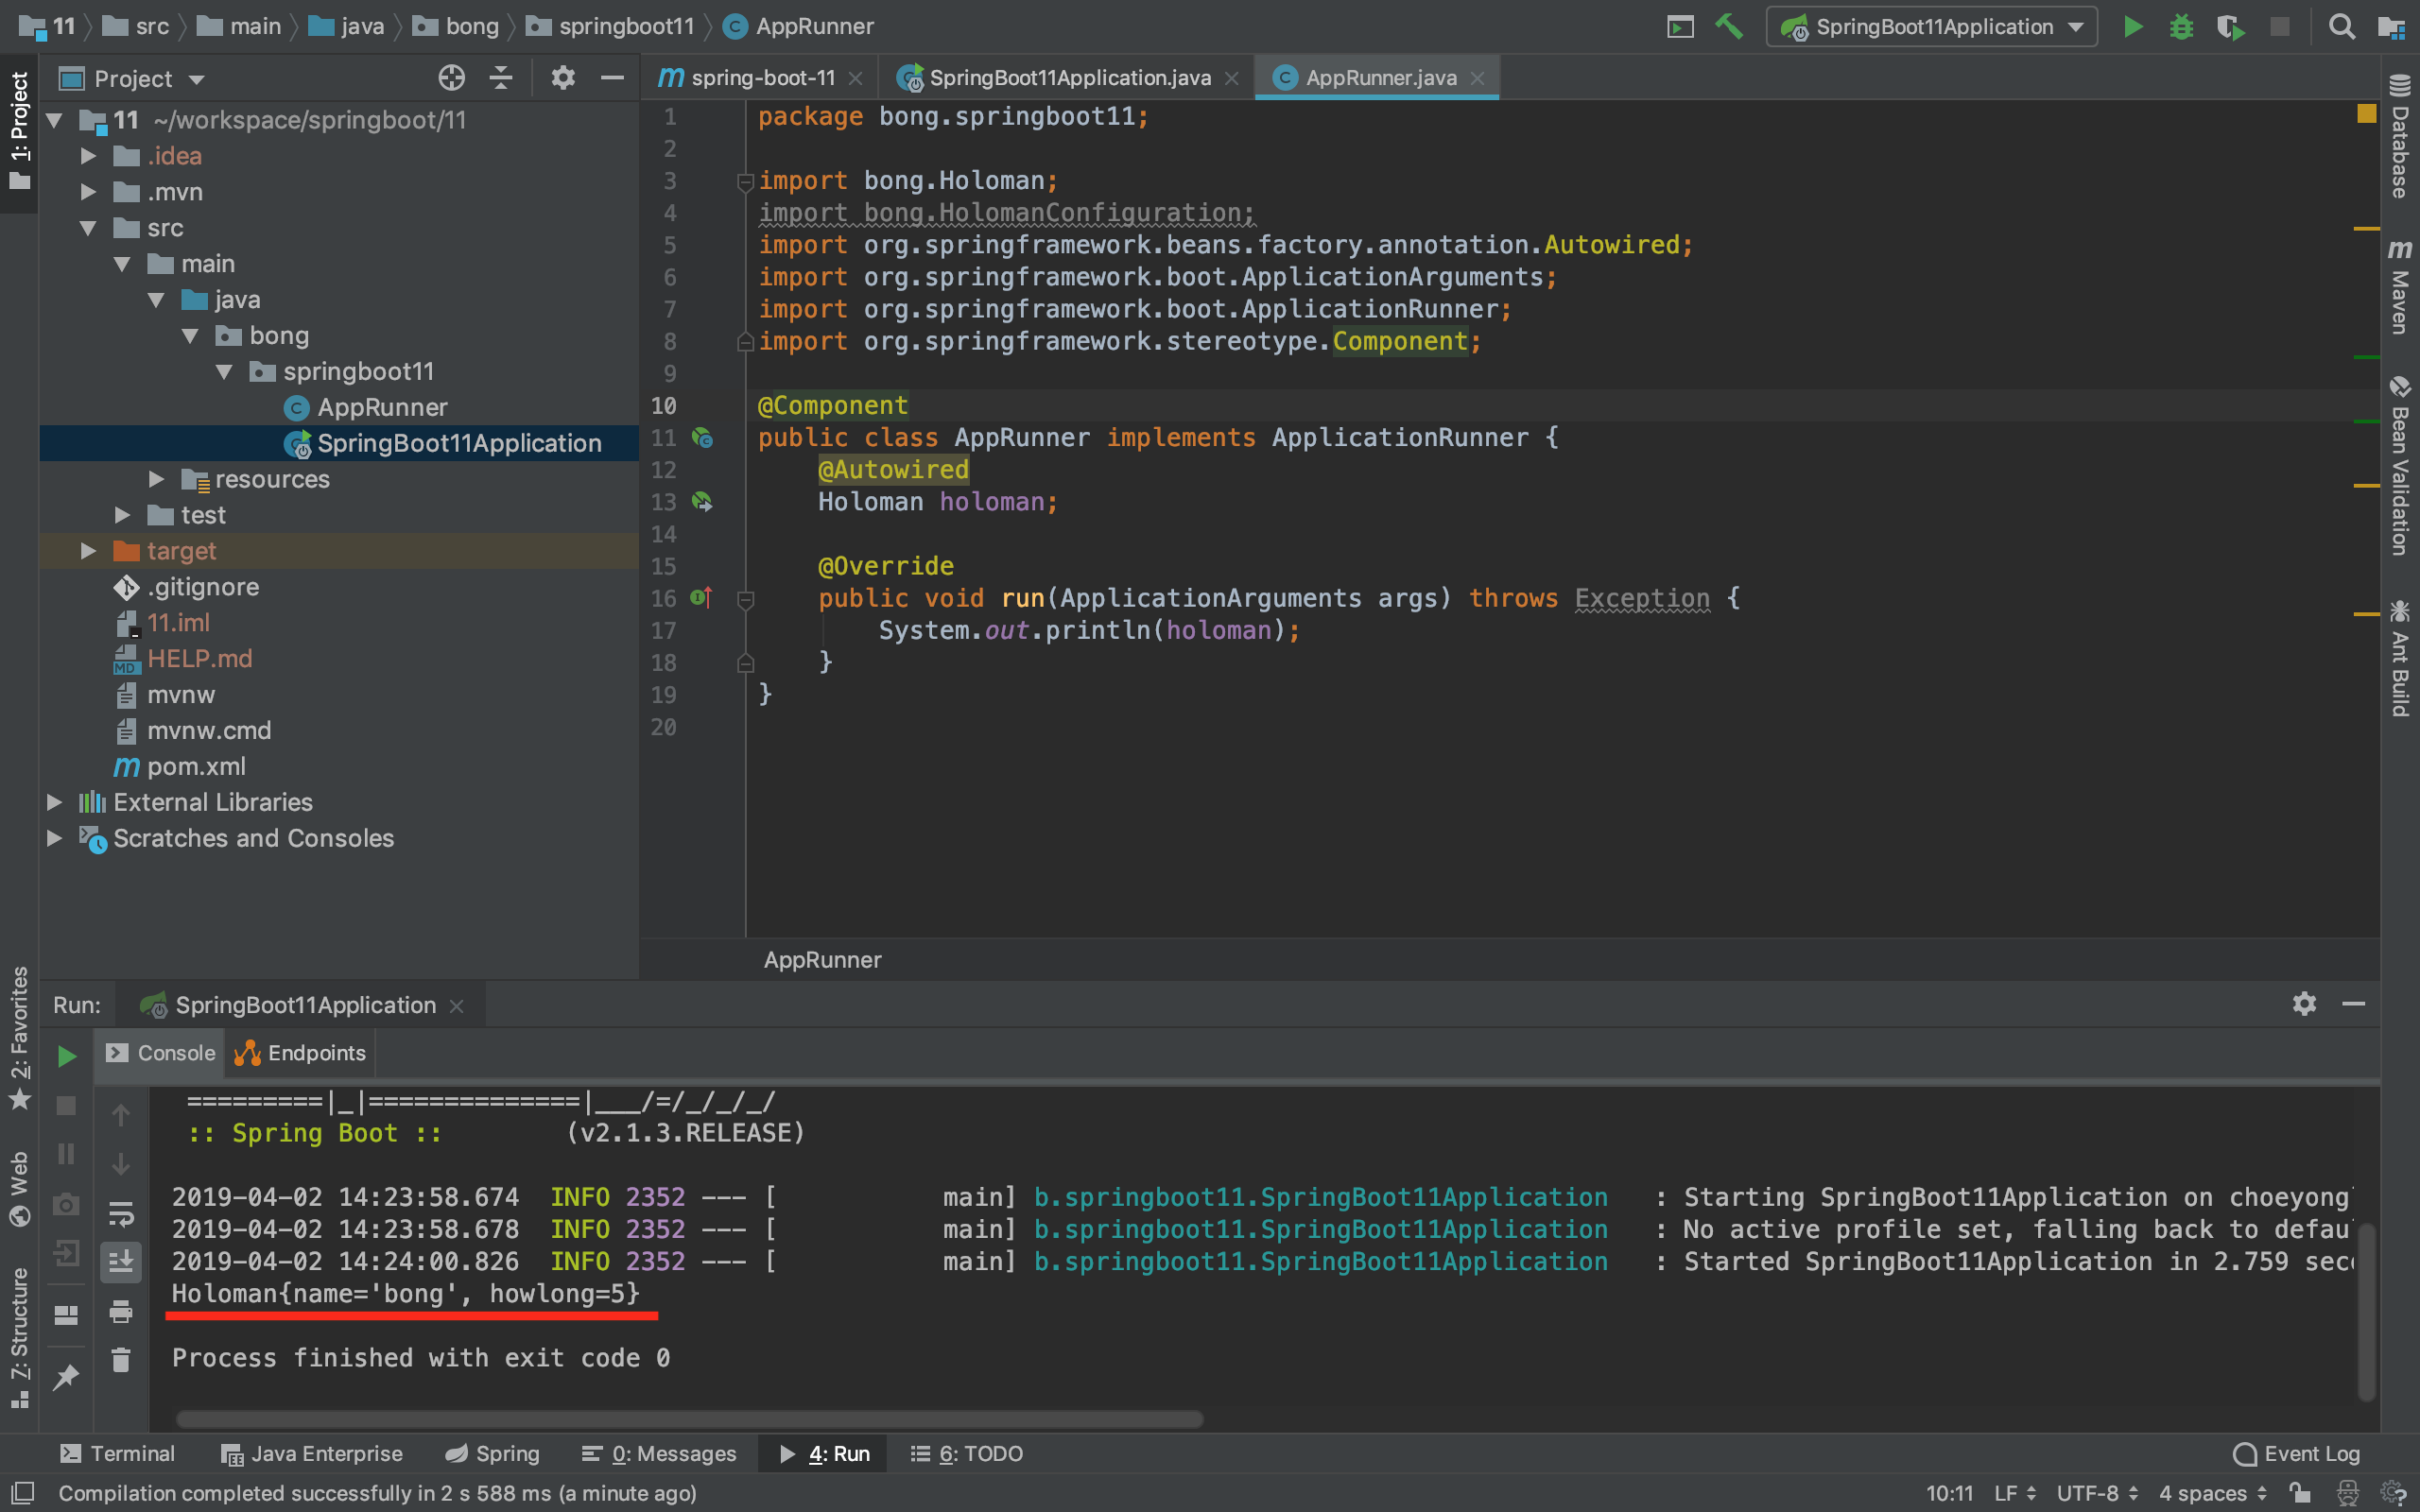 11 src main java bong springboot11 AppRunner
SpringBoot11Application
1: Project
Project
spring-boot-11
SpringBoot11Application.java
AppRunner.java
11 ~/workspace/springboot/11
.idea
.mvn
src
main
java
bong
springboot11
AppRunner
SpringBoot11Application
resources
test
target
.gitignore
11.iml
HELP.md
mvnw
mvnw.cmd
pom.xml
External Libraries
Scratches and Consoles
1 package bong.springboot11;
2
3 import bong.Holoman;
4 import bong.HolomanConfiguration;
5 import org.springframework.beans.factory.annotation.Autowired;
6 import org.springframework.boot.ApplicationArguments;
7 import org.springframework.boot.ApplicationRunner;
8 import org.springframework.stereotype.Component;
9
10 @Component
11 public class AppRunner implements ApplicationRunner {
12 @Autowired
13 Holoman holoman;
14
15 @Override
16 public void run(ApplicationArguments args) throws Exception {
17 System.out.println(holoman);
18 }
19 }
20
AppRunner
Database
Maven
Bean Validation
Ant Build
2: Favorites
Web
Z: Structure
Run: SpringBoot11Application
Console Endpoints
=========|_|==============|___/=/_/_/_/
:: Spring Boot :: (v2.1.3.RELEASE)
2019-04-02 14:23:58.674 INFO 2352 --- [ main] b.springboot11.SpringBoot11Application : Starting SpringBoot11Application on choeyong
2019-04-02 14:23:58.678 INFO 2352 --- [ main] b.springboot11.SpringBoot11Application : No active profile set, falling back to defau
2019-04-02 14:24:00.826 INFO 2352 --- [ main] b.springboot11.SpringBoot11Application : Started SpringBoot11Application in 2.759 sec
Holoman{name='bong', howlong=5}
Process finished with exit code 0
Terminal Java Enterprise Spring 0: Messages 4: Run 6: TODO Event Log
Compilation completed successfully in 2 s 588 ms (a minute ago) 10:11 LF UTF-8 4 spaces